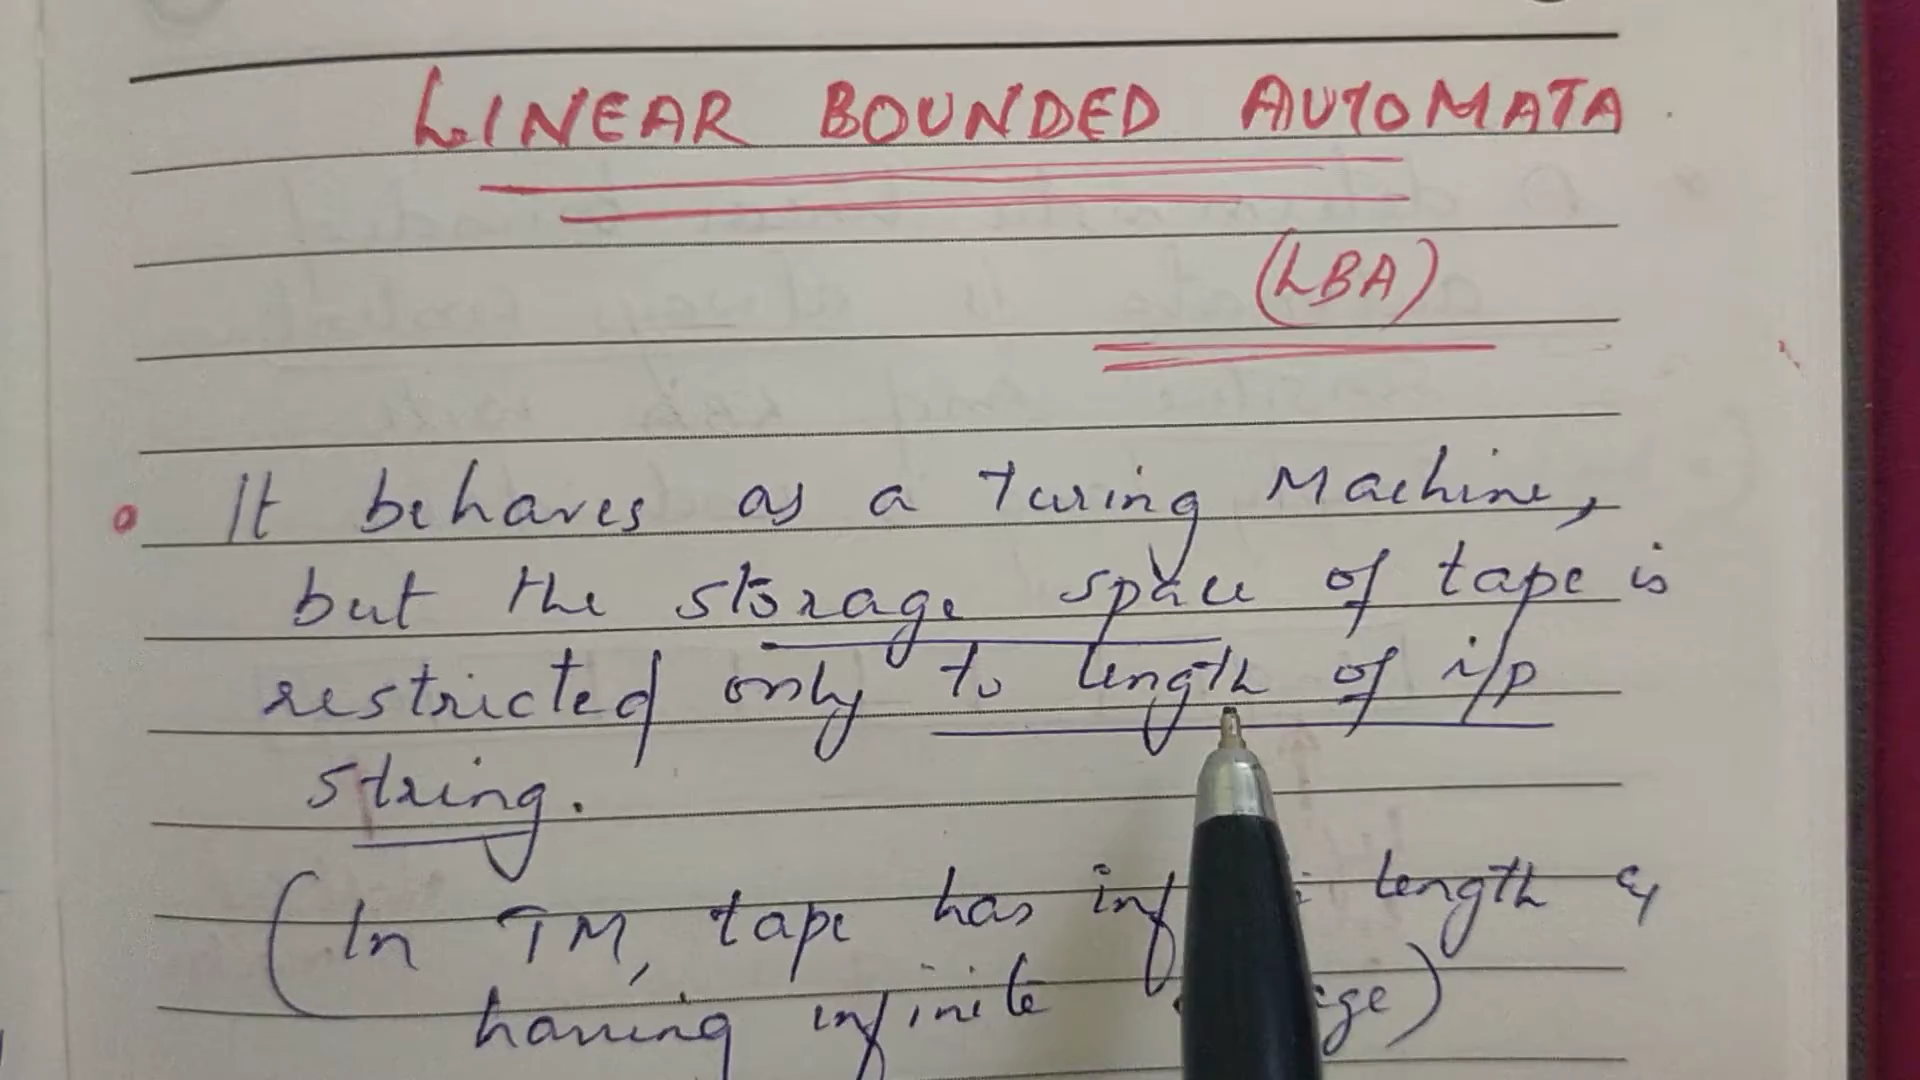 LINEAR BOUNDED AUTOMATA
(LBA)
It behaves as a Turing Machine,
but the storage space of tape is
restricted only to length of i/p
string.
(In TM, tape has length &
having infinite)